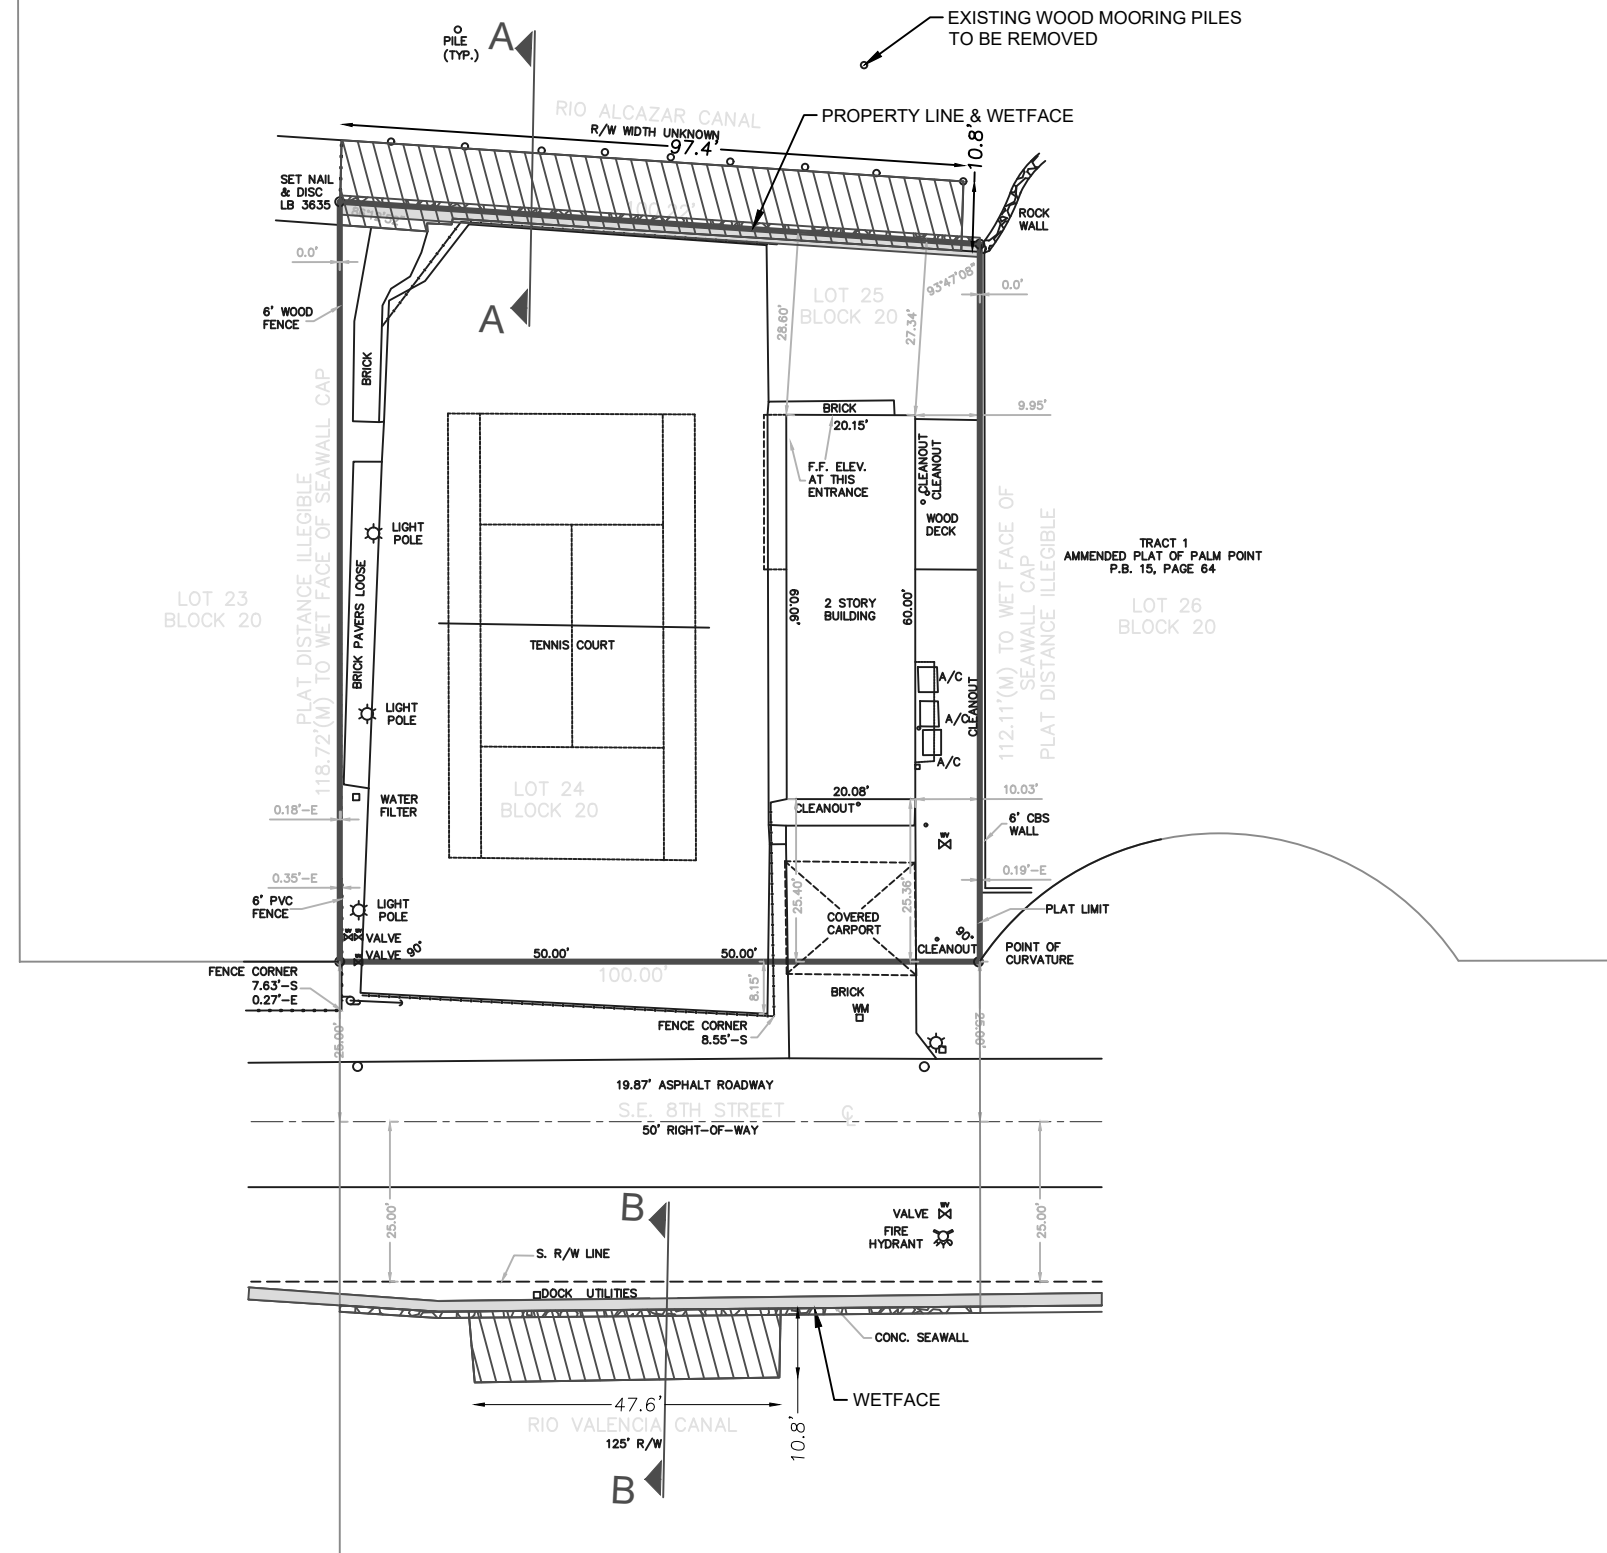 EXISTING WOOD MOORING PILES
TO BE REMOVED
PILE
(TYP.)
A
RIO ALCAZAR CANAL
R/W WIDTH UNKNOWN
97.4'
PROPERTY LINE & WETFACE
10.8'
SET NAIL
& DISC
LB 3635
100.22'
ROCK
WALL
0.0'
93°47'08"
0.0'
LOT 25
BLOCK 20
28.60'
27.34'
6' WOOD
FENCE
A
BRICK
BRICK
20.15'
9.95'
F.F. ELEV.
AT THIS
ENTRANCE
CLEANOUT
CLEANOUT
WOOD
DECK
LIGHT
POLE
PLAT DISTANCE ILLEGIBLE
118.72'(M) TO WET FACE OF SEAWALL CAP
112.11'(M) TO WET FACE OF
SEAWALL CAP
PLAT DISTANCE ILLEGIBLE
TRACT 1
AMMENDED PLAT OF PALM POINT
P.B. 15, PAGE 64
LOT 23
BLOCK 20
BRICK PAVERS LOOSE
60.06'
2 STORY
BUILDING
60.00'
LOT 26
BLOCK 20
TENNIS COURT
A/C
A/C
CLEANOUT
A/C
LIGHT
POLE
LOT 24
BLOCK 20
WATER
FILTER
0.18'-E
20.08'
CLEANOUT
10.03'
6' CBS
WALL
WV
0.35'-E
0.19'-E
6' PVC
FENCE
LIGHT
POLE
25.40'
25.36'
COVERED
CARPORT
PLAT LIMIT
VALVE
VALVE
90°
50.00'
50.00'
90°
CLEANOUT
POINT OF
CURVATURE
100.00'
FENCE CORNER
7.63'-S
0.27'-E
8.15'
BRICK
WM
FENCE CORNER
8.55'-S
25.00'
25.00'
19.87' ASPHALT ROADWAY
S.E. 8TH STREET
50' RIGHT-OF-WAY
25.00'
25.00'
B
VALVE
WV
FIRE
HYDRANT
S. R/W LINE
DOCK UTILITIES
CONC. SEAWALL
WETFACE
47.6'
10.8'
RIO VALENCIA CANAL
125' R/W
B